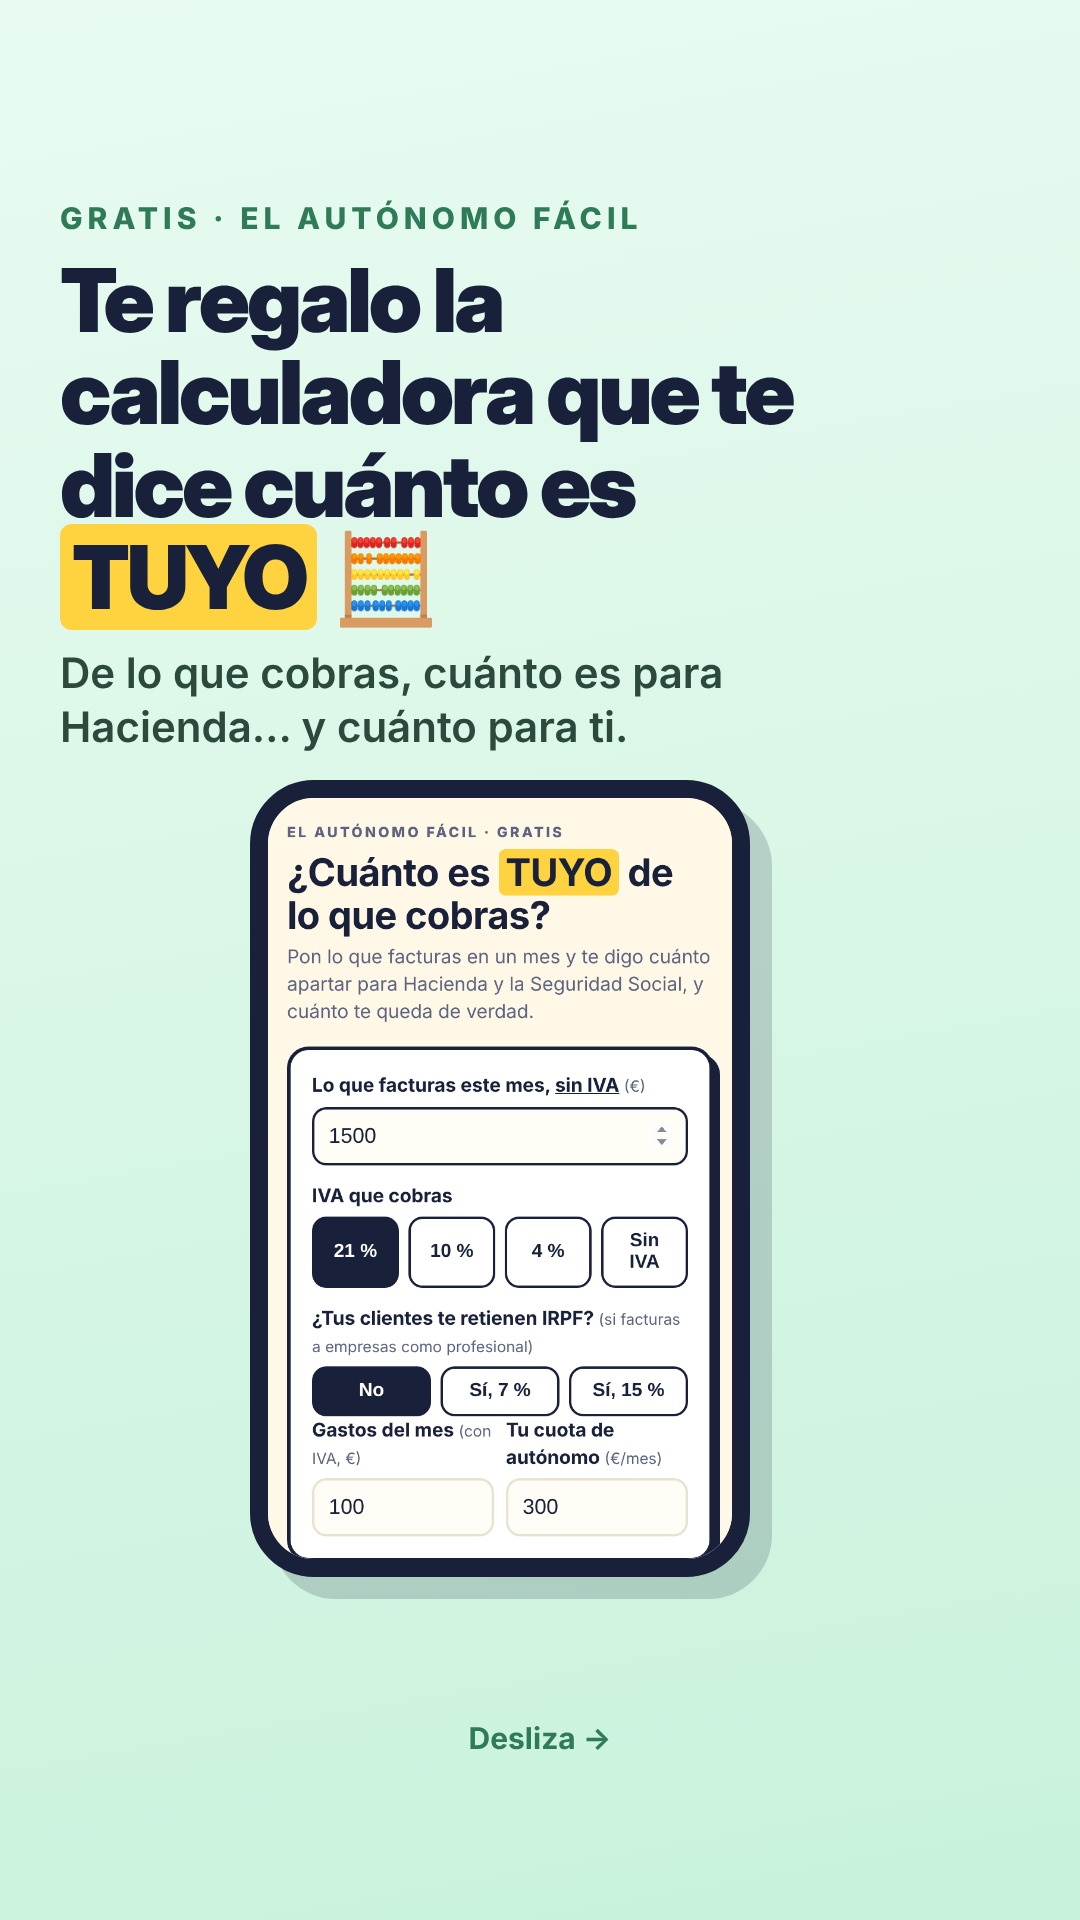 GRATIS · EL AUTÓNOMO FÁCIL
Te regalo la
calculadora que te
dice cuánto es
TUYO 🧮
De lo que cobras, cuánto es para
Hacienda... y cuánto para ti.
EL AUTÓNOMO FÁCIL · GRATIS
¿Cuánto es TUYO de
lo que cobras?
Pon lo que facturas en un mes y te digo cuánto
apartar para Hacienda y la Seguridad Social, y
cuánto te queda de verdad.
Lo que facturas este mes, sin IVA (€)
1500
IVA que cobras
21 % 10 % 4 % Sin IVA
¿Tus clientes te retienen IRPF? (si facturas
a empresas como profesional)
No Sí, 7 % Sí, 15 %
Gastos del mes (con
IVA, €)
Tu cuota de
autónomo (€/mes)
100 300
Desliza →